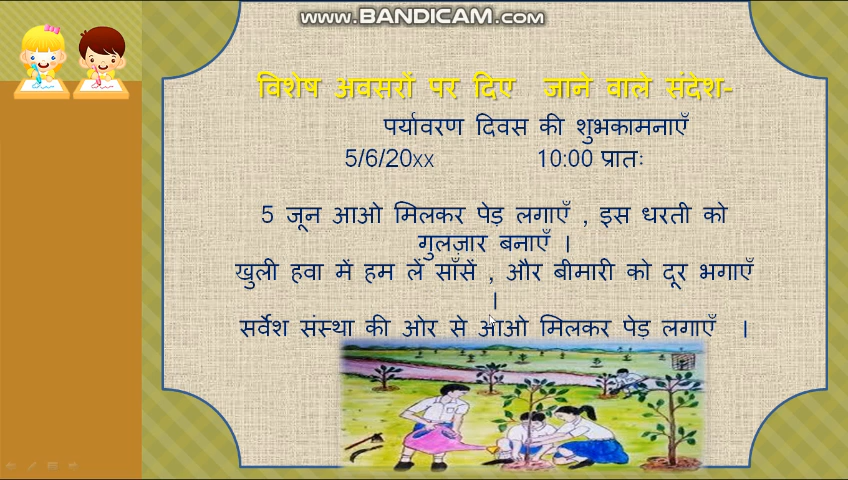 www.BANDICAM.com
विशेष अवसरों पर दिए जाने वाले संदेश-
पर्यावरण दिवस की शुभकामनाएँ
5/6/20xx 10:00 प्रातः
5 जून आओ मिलकर पेड़ लगाएँ , इस धरती को
गुलज़ार बनाएँ ।
खुली हवा में हम लें साँसें , और बीमारी को दूर भगाएँ
।
सर्वेश संस्था की ओर से आओ मिलकर पेड़ लगाएँ ।